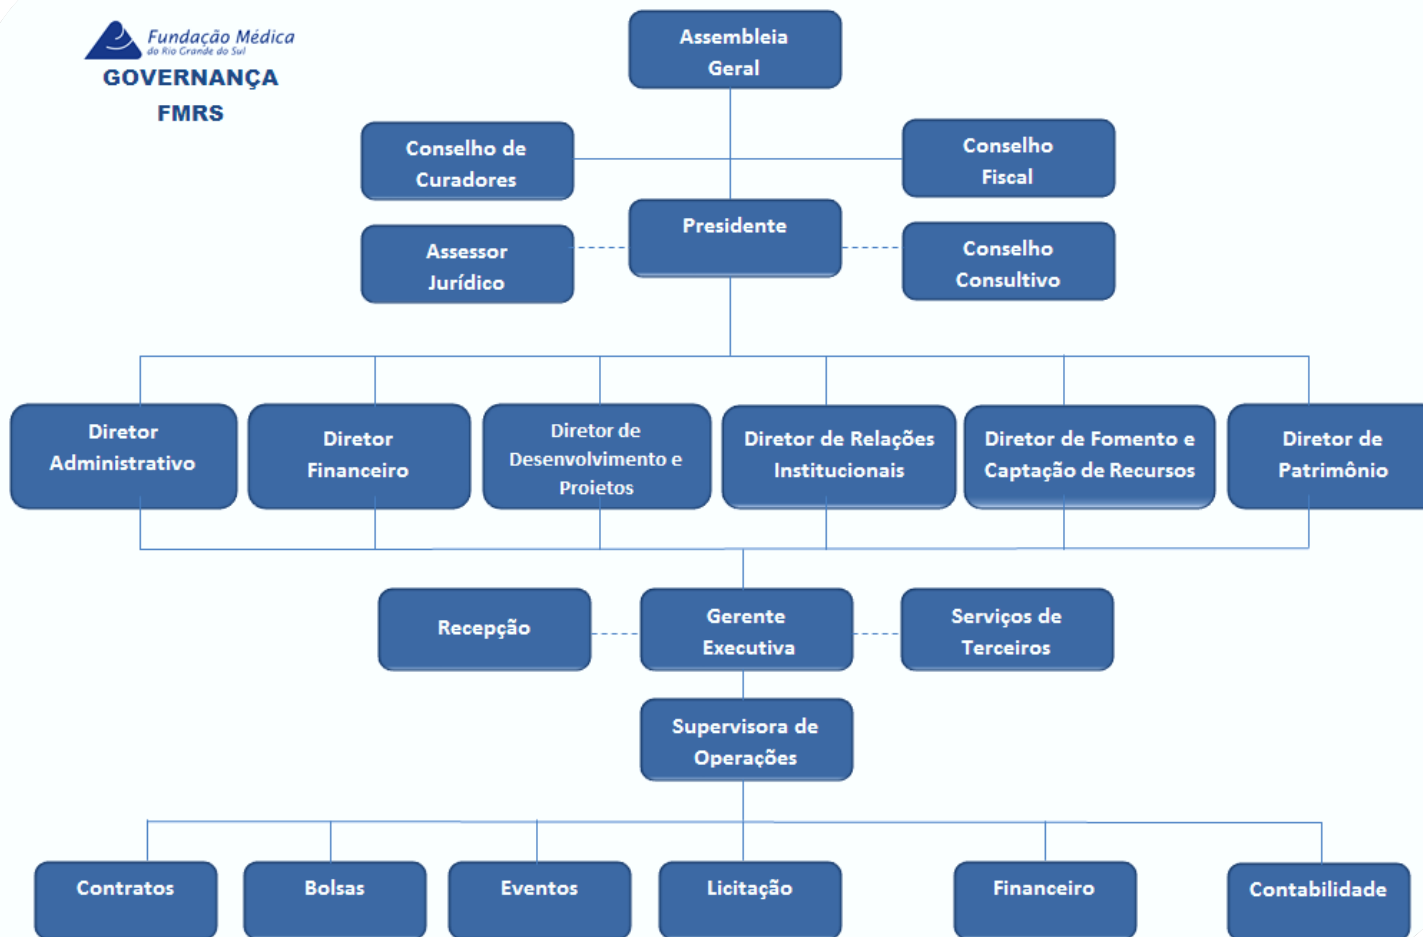 Fundação Médica
do Rio Grande do Sul
GOVERNANÇA
FMRS
Assembleia
Geral
Conselho de
Curadores
Conselho
Fiscal
Presidente
Assessor
Jurídico
Conselho
Consultivo
Diretor
Administrativo
Diretor
Financeiro
Diretor de
Desenvolvimento e
Proietos
Diretor de Relações
Institucionais
Diretor de Fomento e
Captação de Recursos
Diretor de
Patrimônio
Recepção
Gerente
Executiva
Serviços de
Terceiros
Supervisora de
Operações
Contratos
Bolsas
Eventos
Licitação
Financeiro
Contabilidade